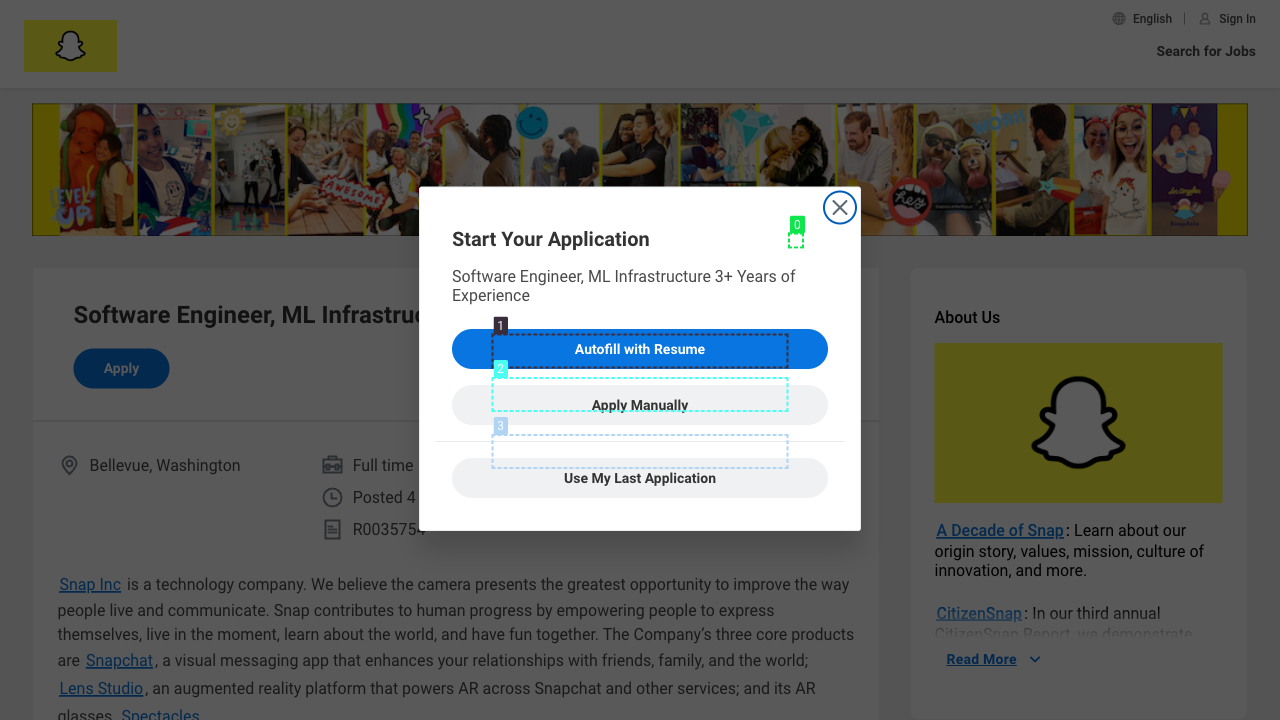 English
Sign In
Search for Jobs
LEVEL UP
AWESOME
WORK
hey
Start Your Application
0
Software Engineer, ML Infrastructure 3+ Years of
Experience
1
Autofill with Resume
2
Apply Manually
3
Use My Last Application
Software Engineer, ML Infrastruc
Apply
Bellevue, Washington
Full time
Posted 4
R0035754
Snap Inc is a technology company. We believe the camera presents the greatest opportunity to improve the way
people live and communicate. Snap contributes to human progress by empowering people to express
themselves, live in the moment, learn about the world, and have fun together. The Company's three core products
are Snapchat, a visual messaging app that enhances your relationships with friends, family, and the world;
Lens Studio, an augmented reality platform that powers AR across Snapchat and other services; and its AR
glasses, Spectacles.
About Us
A Decade of Snap: Learn about our
origin story, values, mission, culture of
innovation, and more.
CitizenSnap: In our third annual
CitizenSnap Report, we demonstrate
Read More